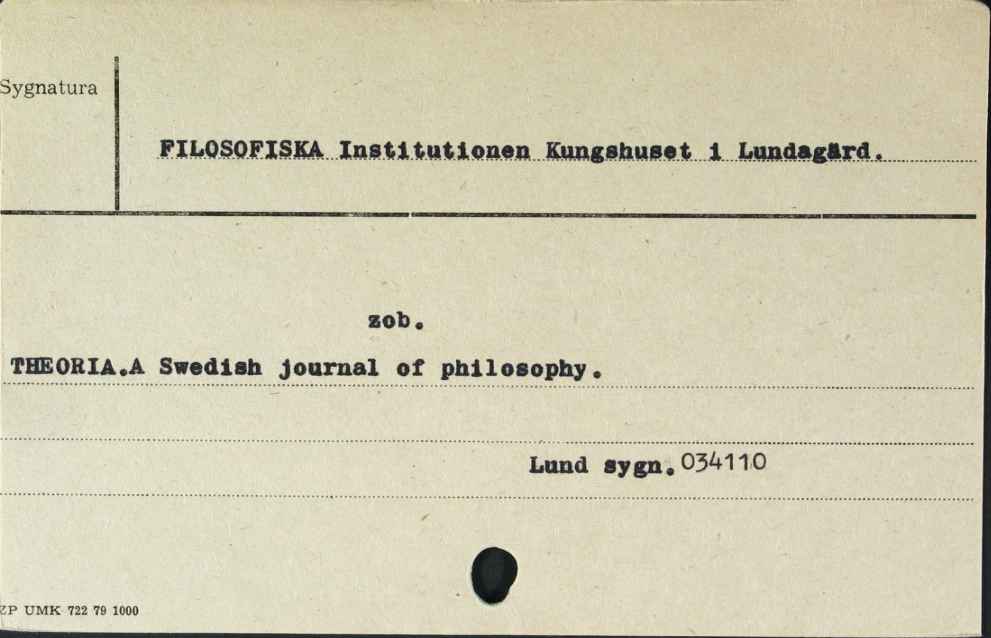 Sygnatura
FILOSOFISKA Institutionen Kungshuset i Lundagård.
zob.
THEORIA.A Swedish journal of philosophy.
Lund sygn. 034110
ZP UMK 722 79 1000